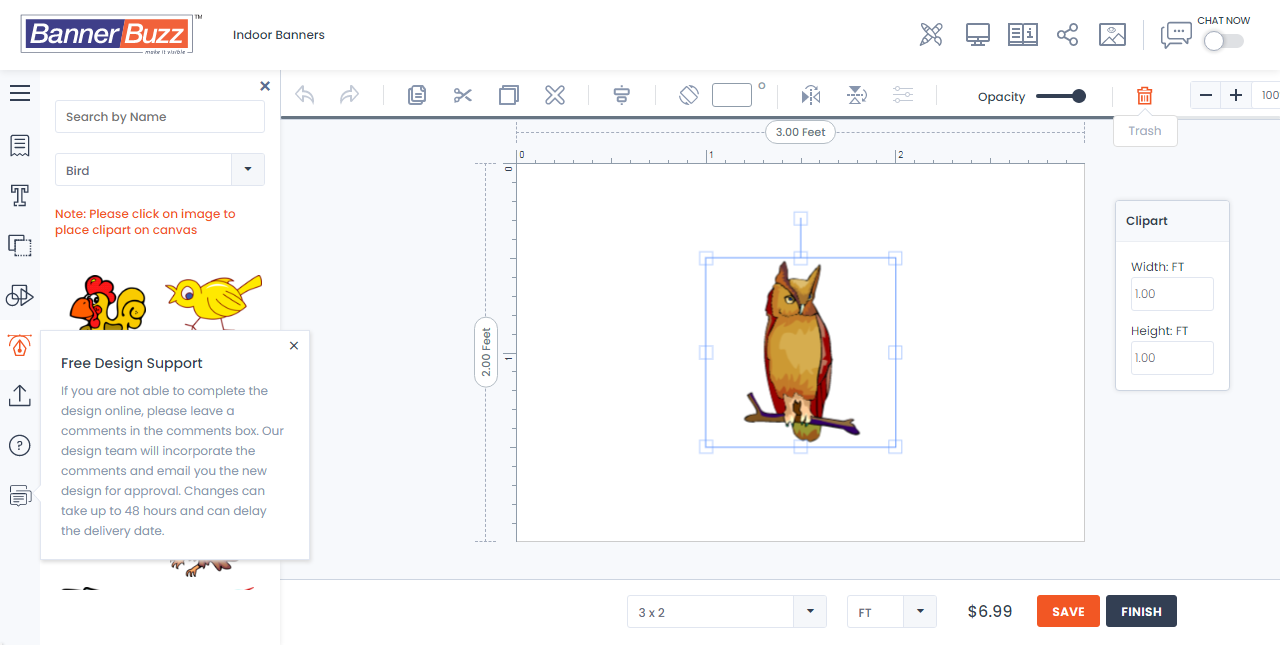 BannerBuzz
TM
make it visible
Indoor Banners
CHAT NOW
Search by Name
Bird
Note: Please click on image to
place clipart on canvas
Free Design Support
If you are not able to complete the
design online, please leave a
comments in the comments box. Our
design team will incorporate the
comments and email you the new
design for approval. Changes can
take up to 48 hours and can delay
the delivery date.
Opacity
100
Trash
3.00 Feet
0
1
2
0
1
2.00 Feet
Clipart
Width: FT
1.00
Height: FT
1.00
3 x 2
FT
$6.99
SAVE
FINISH